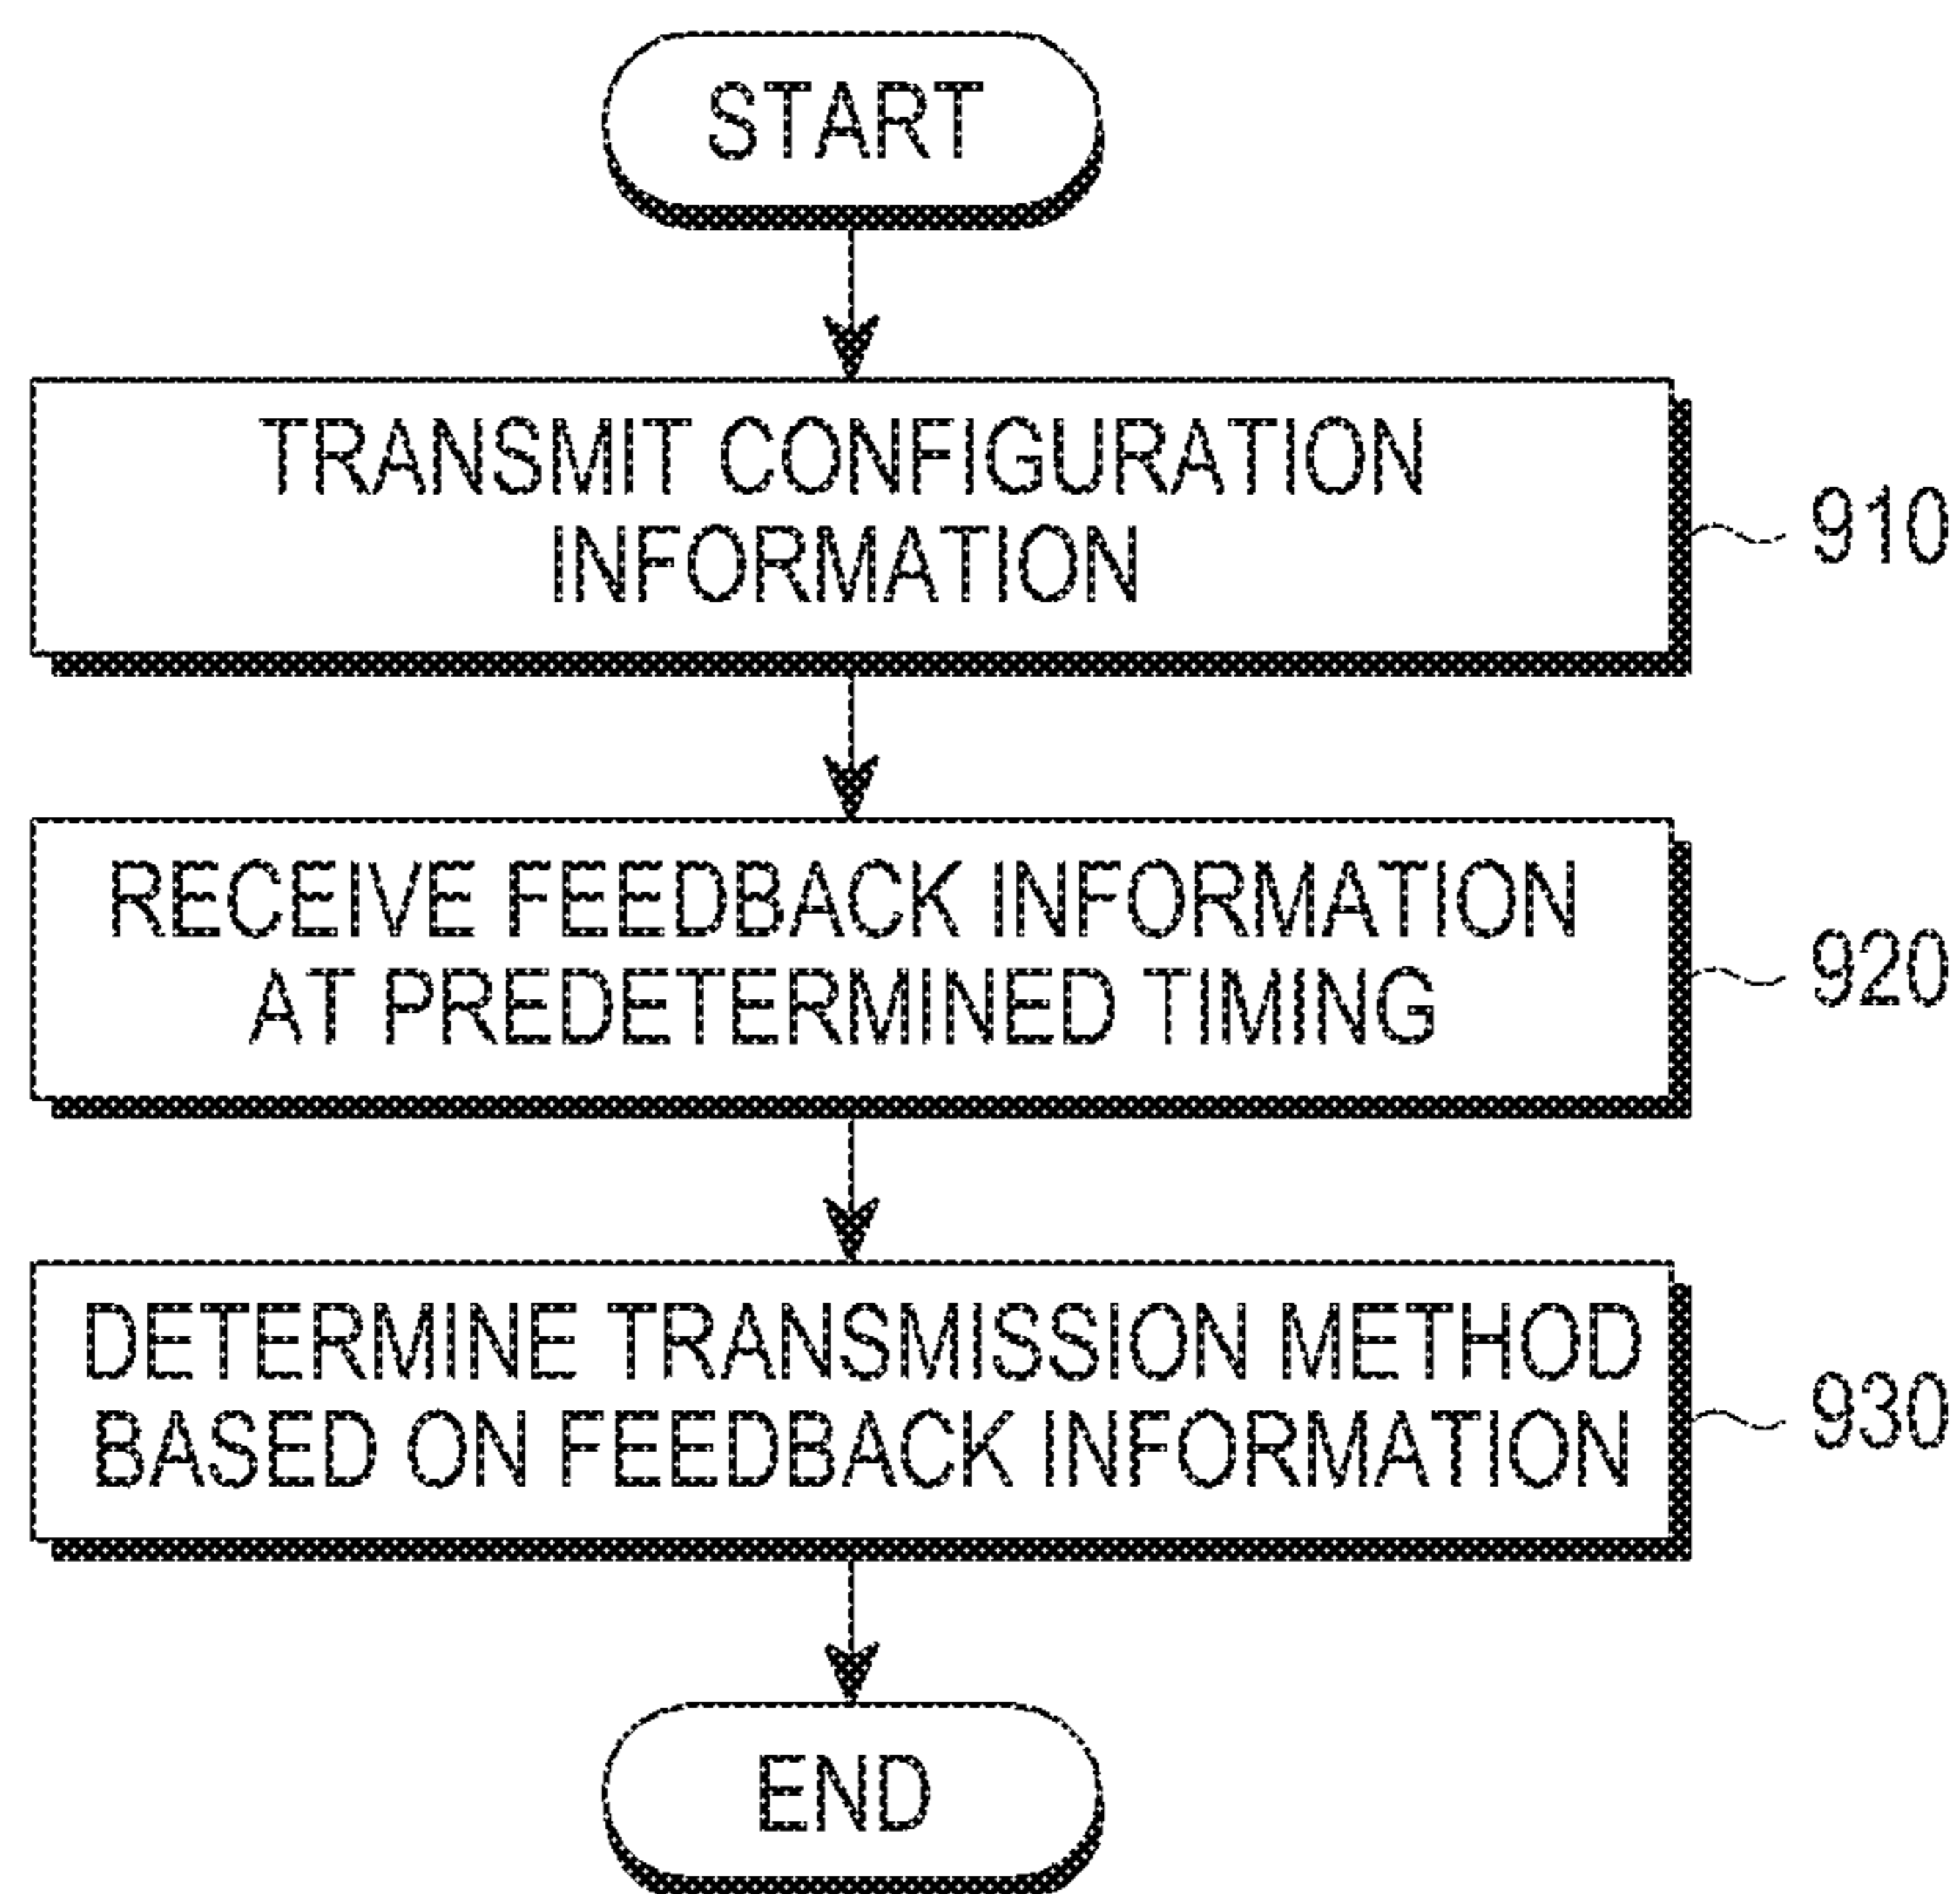 START
TRANSMIT CONFIGURATION
INFORMATION
910
RECEIVE FEEDBACK INFORMATION
AT PREDETERMINED TIMING
920
DETERMINE TRANSMISSION METHOD
BASED ON FEEDBACK INFORMATION
930
END